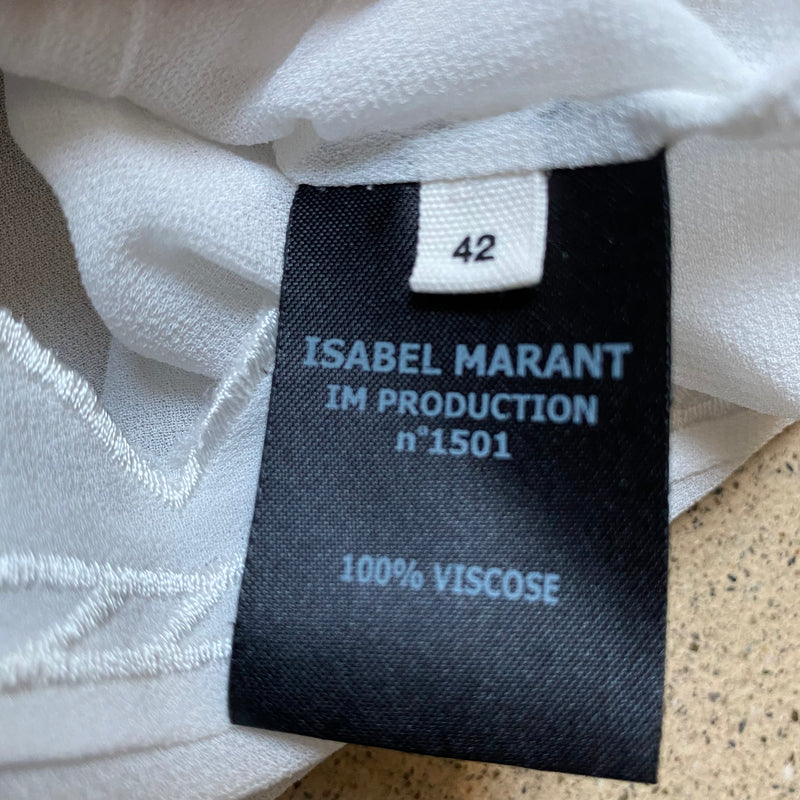 42
ISABEL MARANT
IM PRODUCTION
n°1501
100% VISCOSE